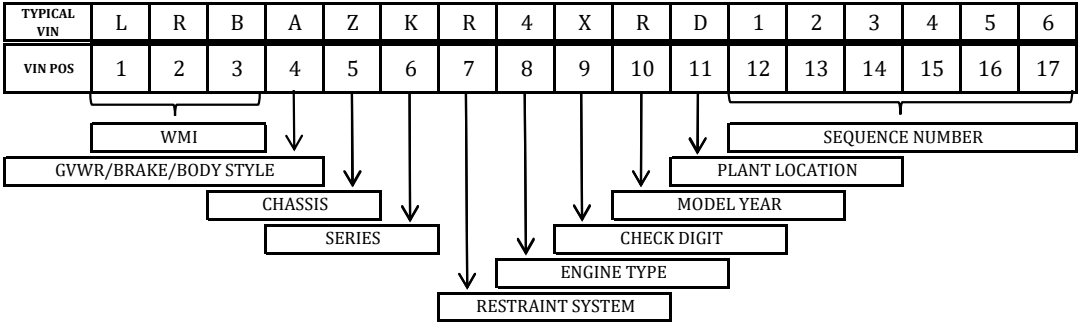 TYPICAL VIN L R B A Z K R 4 X R D 1 2 3 4 5 6
VIN POS 1 2 3 4 5 6 7 8 9 10 11 12 13 14 15 16 17
WMI SEQUENCE NUMBER
GVWR/BRAKE/BODY STYLE PLANT LOCATION
CHASSIS MODEL YEAR
SERIES CHECK DIGIT
ENGINE TYPE
RESTRAINT SYSTEM